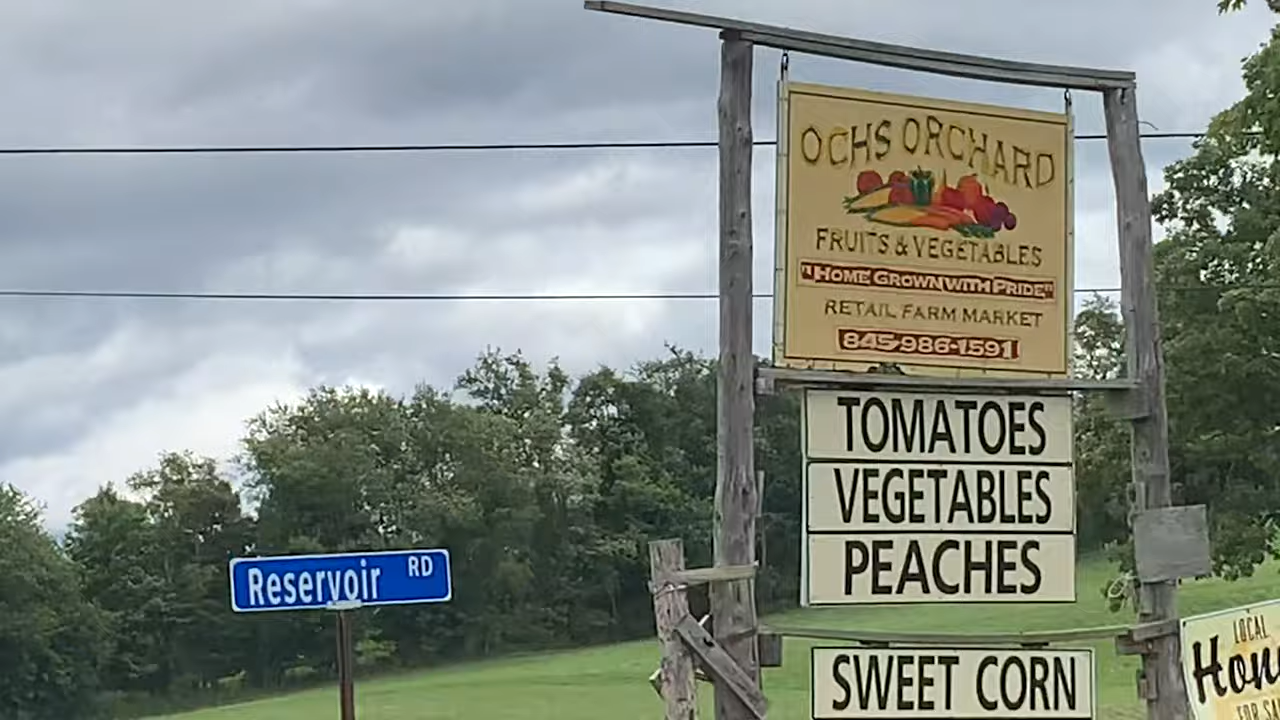 OCHS ORCHARD
FRUITS & VEGETABLES
"HOME GROWN WITH PRIDE"
RETAIL FARM MARKET
845-986-1591
TOMATOES
VEGETABLES
PEACHES
SWEET CORN
Reservoir RD
LOCAL